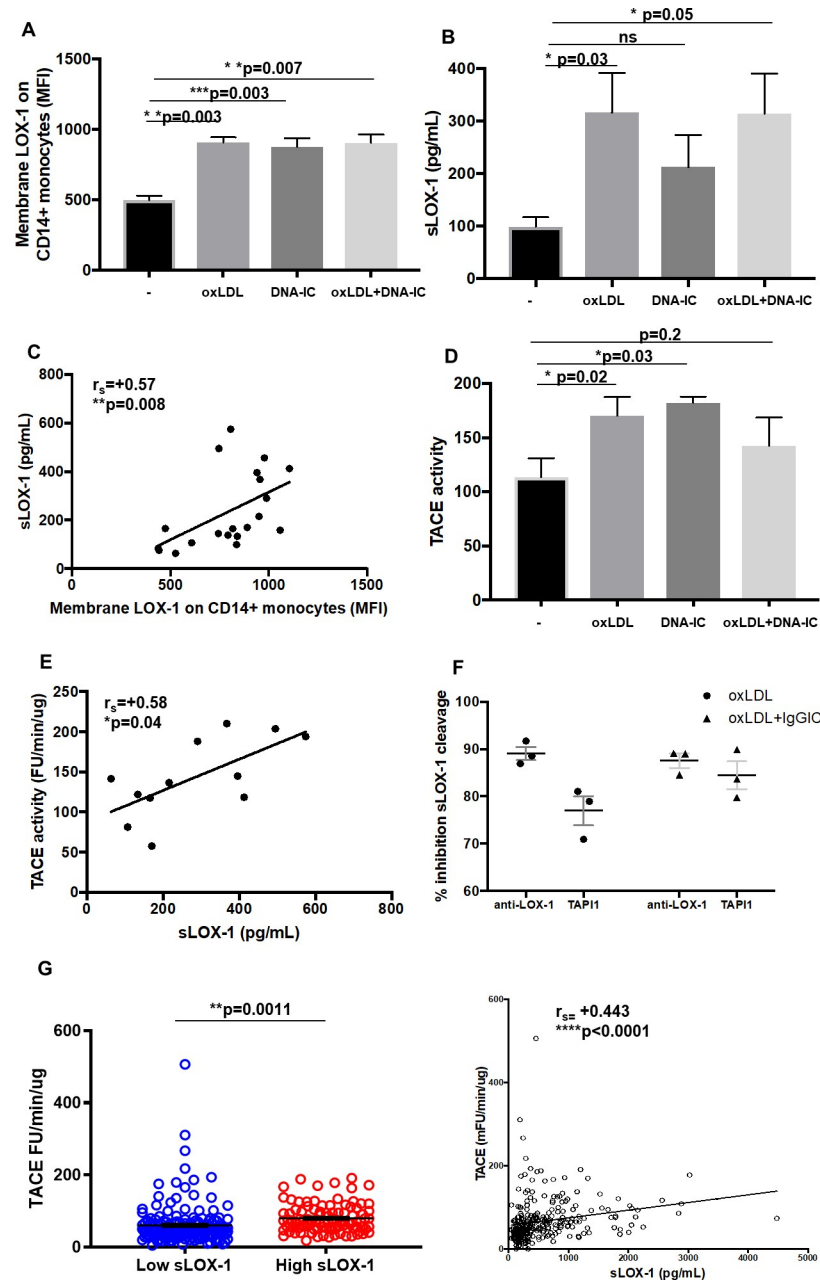 A
* *p=0.007
***p=0.003
* *p=0.003
Membrane LOX-1 on
CD14+ monocytes (MFI)
1500
1000
500
0
-
oxLDL
DNA-IC
oxLDL+DNA-IC
B
* p=0.05
ns
* p=0.03
sLOX-1 (pg/mL)
400
300
200
100
0
-
oxLDL
DNA-IC
oxLDL+DNA-IC
C
rs=+0.57
**p=0.008
sLOX-1 (pg/mL)
800
600
400
200
0
0
500
1000
1500
Membrane LOX-1 on CD14+ monocytes (MFI)
D
p=0.2
*p=0.03
* p=0.02
TACE activity
200
150
100
50
0
-
oxLDL
DNA-IC
oxLDL+DNA-IC
E
rs=+0.58
*p=0.04
TACE activity (FU/min/ug)
250
200
150
100
50
0
0
200
400
600
800
sLOX-1 (pg/mL)
F
oxLDL
oxLDL+IgGIC
% inhibition sLOX-1 cleavage
100
90
80
70
60
anti-LOX-1
TAPI1
anti-LOX-1
TAPI1
G
**p=0.0011
TACE FU/min/ug
600
400
200
0
Low sLOX-1
High sLOX-1
rs= +0.443
****p<0.0001
TACE (mFU/min/ug)
600
400
200
0
0
1000
2000
3000
4000
5000
sLOX-1 (pg/mL)